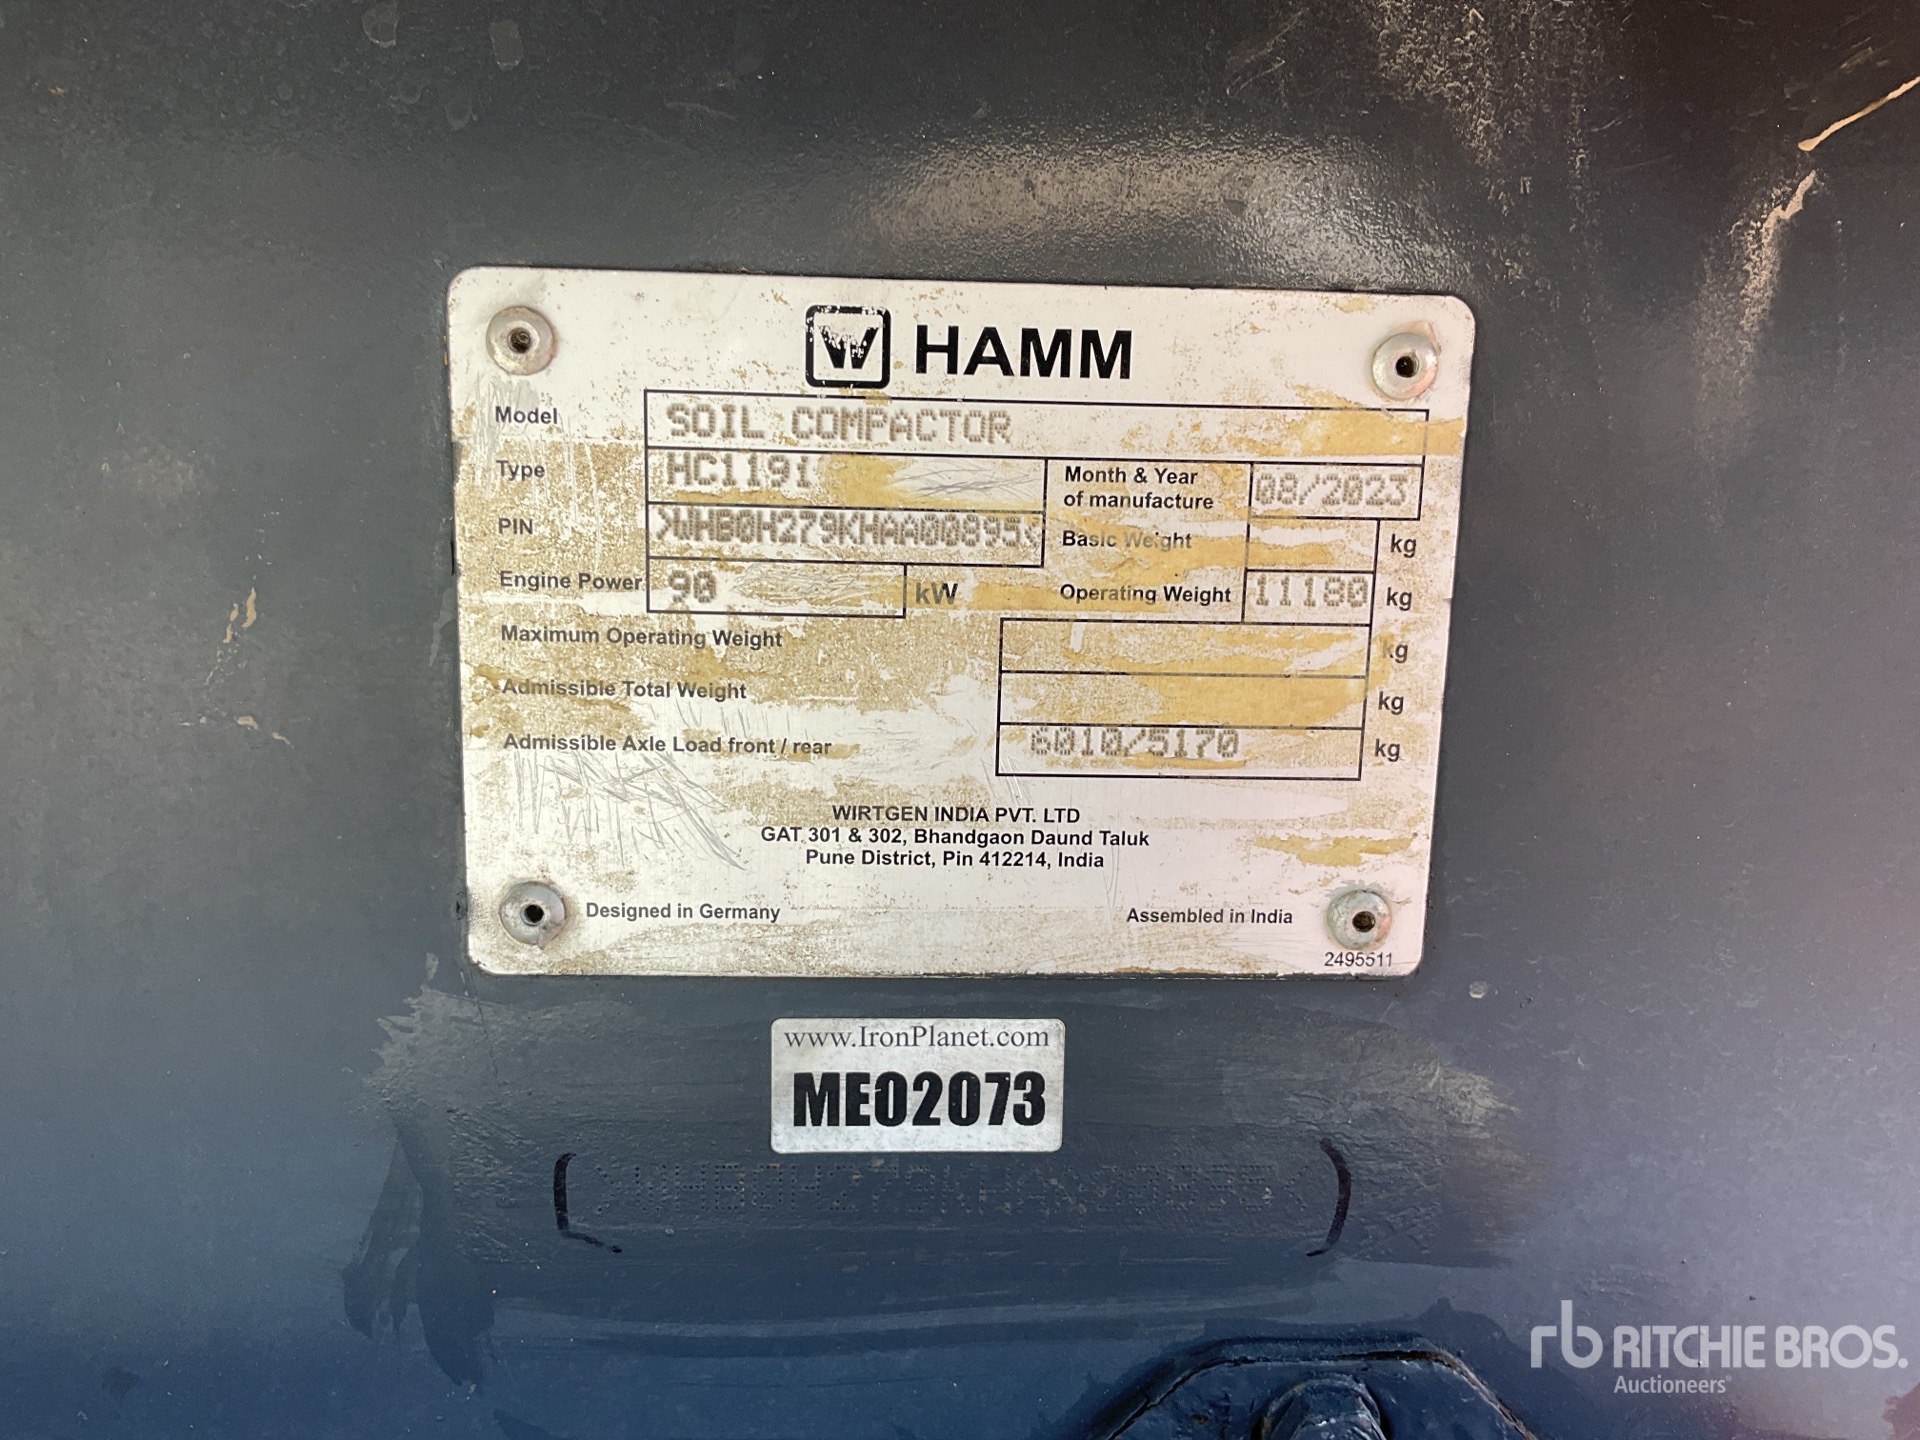 W HAMM
Model SOIL COMPACTOR
Type HC119i
Month & Year of manufacture 08/2023
PIN >WHB0H279KHAA00895<
Basic Weight kg
Engine Power 90 kW
Operating Weight 11180 kg
Maximum Operating Weight kg
Admissible Total Weight kg
Admissible Axle Load front / rear 6010/5170 kg
WIRTGEN INDIA PVT. LTD
GAT 301 & 302, Bhandgaon Daund Taluk
Pune District, Pin 412214, India
Designed in Germany Assembled in India
2495511
www.IronPlanet.com
ME02073
rb RITCHIE BROS.
Auctioneers